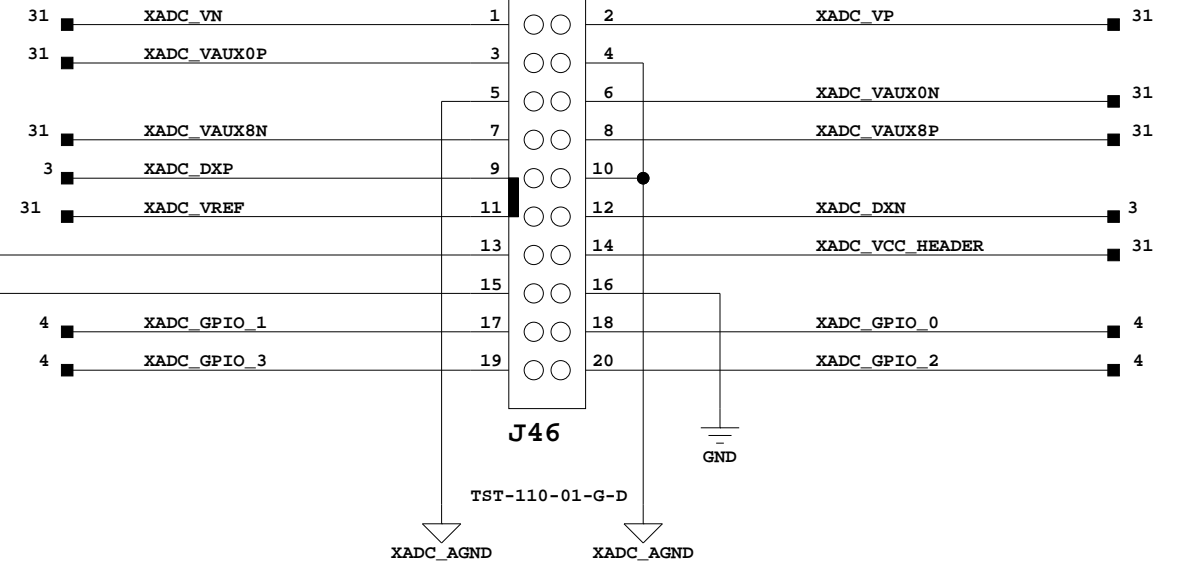 31 XADC_VN 1 2 XADC_VP 31
31 XADC_VAUX0P 3 4
5 6 XADC_VAUX0N 31
31 XADC_VAUX8N 7 8 XADC_VAUX8P 31
3 XADC_DXP 9 10
31 XADC_VREF 11 12 XADC_DXN 3
13 14 XADC_VCC_HEADER 31
15 16
4 XADC_GPIO_1 17 18 XADC_GPIO_0 4
4 XADC_GPIO_3 19 20 XADC_GPIO_2 4
J46
GND
TST-110-01-G-D
XADC_AGND XADC_AGND